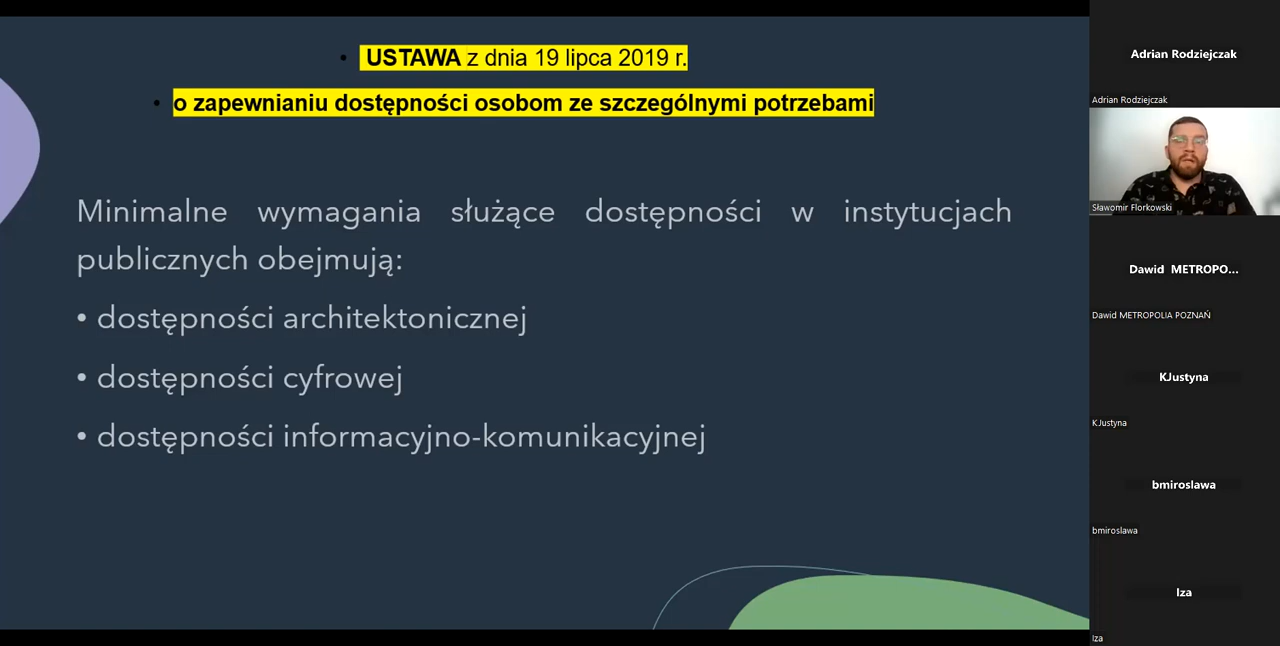 • USTAWA z dnia 19 lipca 2019 r.
• o zapewnianiu dostępności osobom ze szczególnymi potrzebami
Minimalne wymagania służące dostępności w instytucjach
publicznych obejmują:
• dostępności architektonicznej
• dostępności cyfrowej
• dostępności informacyjno-komunikacyjnej
Adrian Rodziejczak
Adrian Rodziejczak
Sławomir Florkowski
Dawid METROPO...
Dawid METROPOLIA POZNAŃ
KJustyna
KJustyna
bmiroslawa
bmiroslawa
Iza
Iza